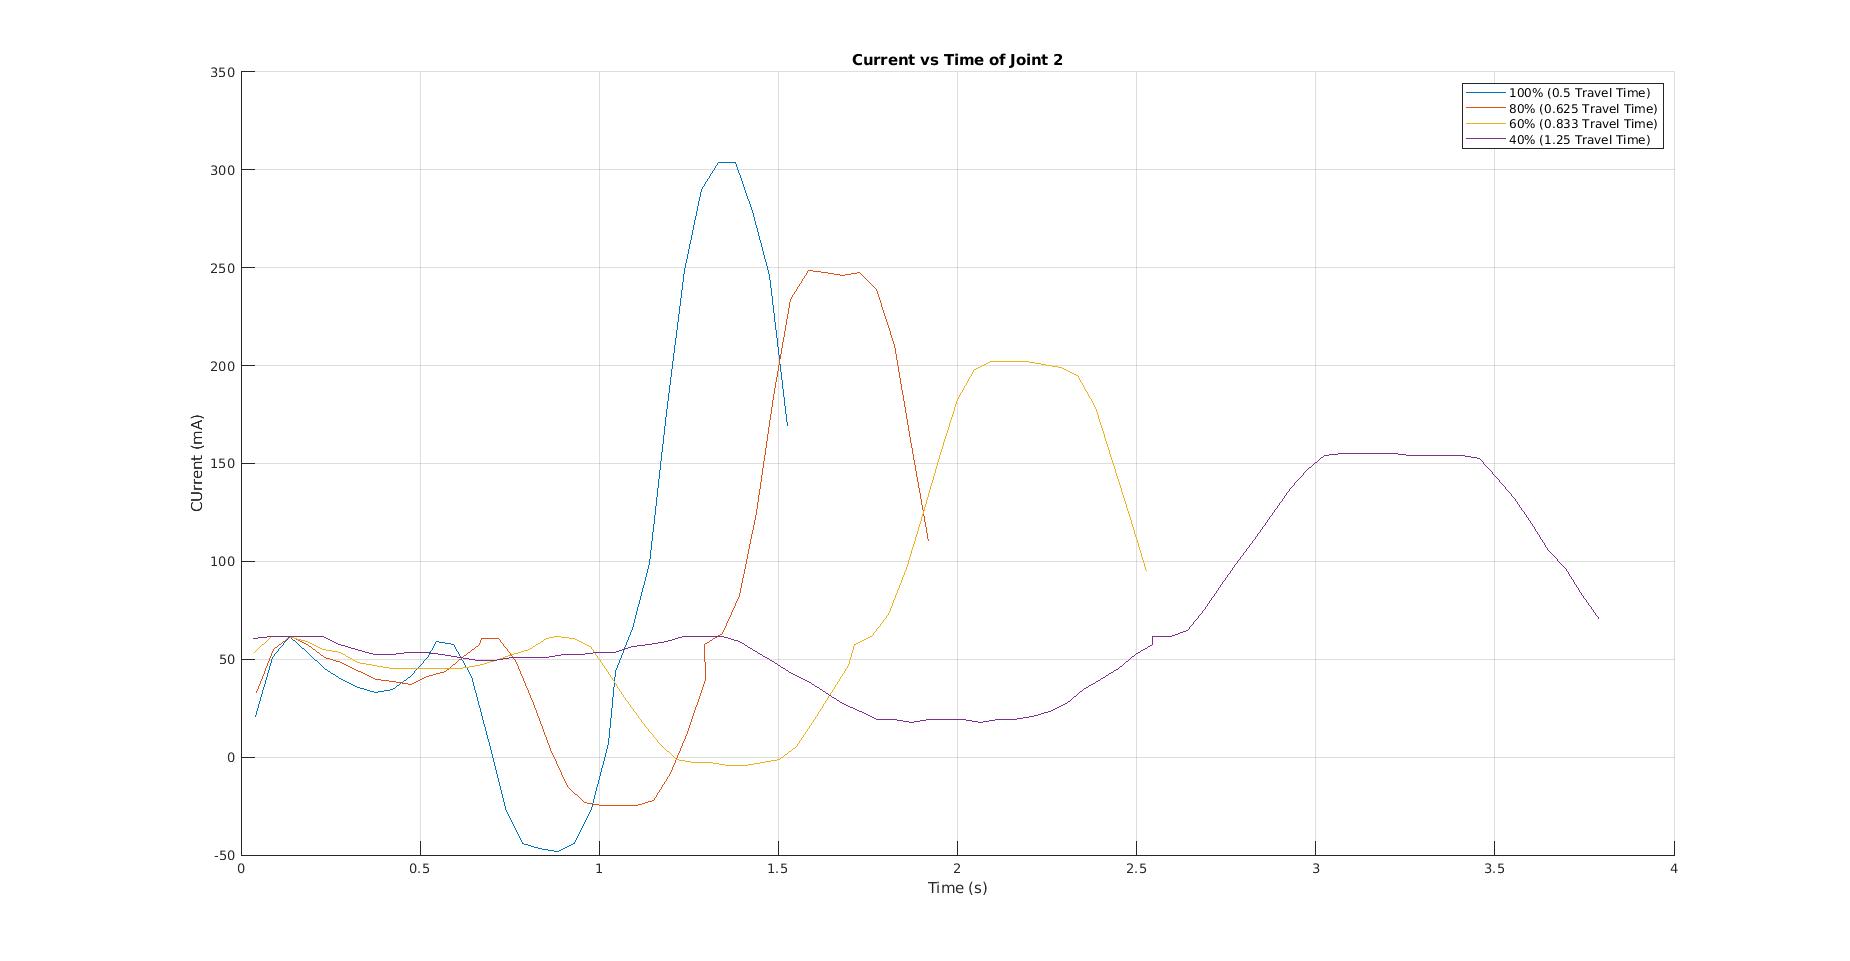 Current vs Time of Joint 2
350
300
250
200
150
100
50
0
-50
CUrrent (mA)
0 0.5 1 1.5 2 2.5 3 3.5 4
Time (s)
100% (0.5 Travel Time)
80% (0.625 Travel Time)
60% (0.833 Travel Time)
40% (1.25 Travel Time)